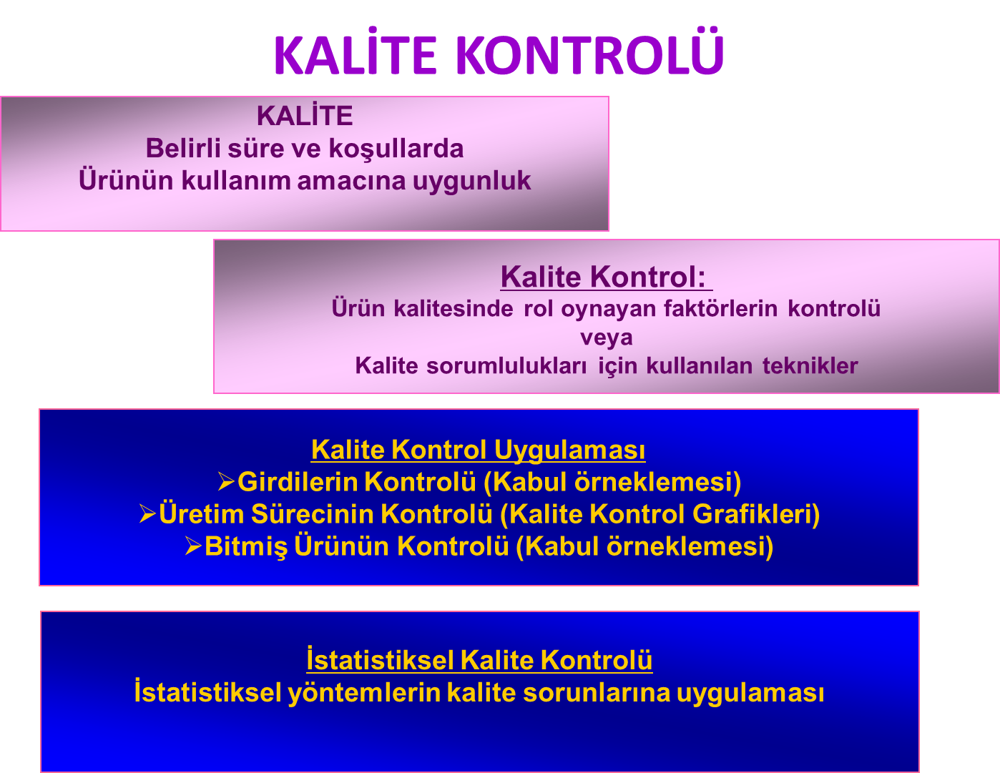 KALİTE KONTROLÜ
KALİTE
Belirli süre ve koşullarda
Ürünün kullanım amacına uygunluk
Kalite Kontrol:
Ürün kalitesinde rol oynayan faktörlerin kontrolü
veya
Kalite sorumlulukları için kullanılan teknikler
Kalite Kontrol Uygulaması
➢Girdilerin Kontrolü (Kabul örneklemesi)
➢Üretim Sürecinin Kontrolü (Kalite Kontrol Grafikleri)
➢Bitmiş Ürünün Kontrolü (Kabul örneklemesi)
İstatistiksel Kalite Kontrolü
İstatistiksel yöntemlerin kalite sorunlarına uygulaması